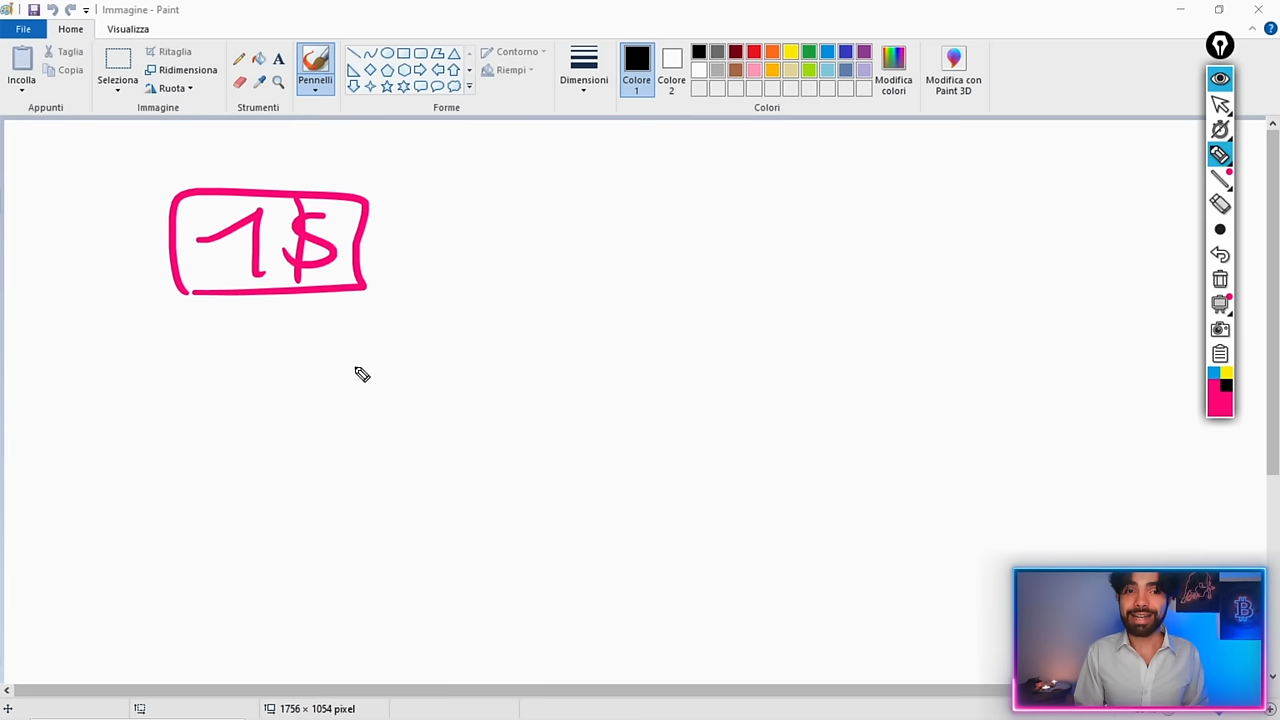 Immagine - Paint
File
Home
Visualizza
Incolla
Taglia
Copia
Appunti
Seleziona
Ritaglia
Ridimensiona
Ruota
Immagine
Strumenti
Pennelli
Contorno
Riempi
Forme
Dimensioni
Colore 1
Colore 2
Modifica colori
Colori
Modifica con Paint 3D
1$
1756 × 1054 pixel